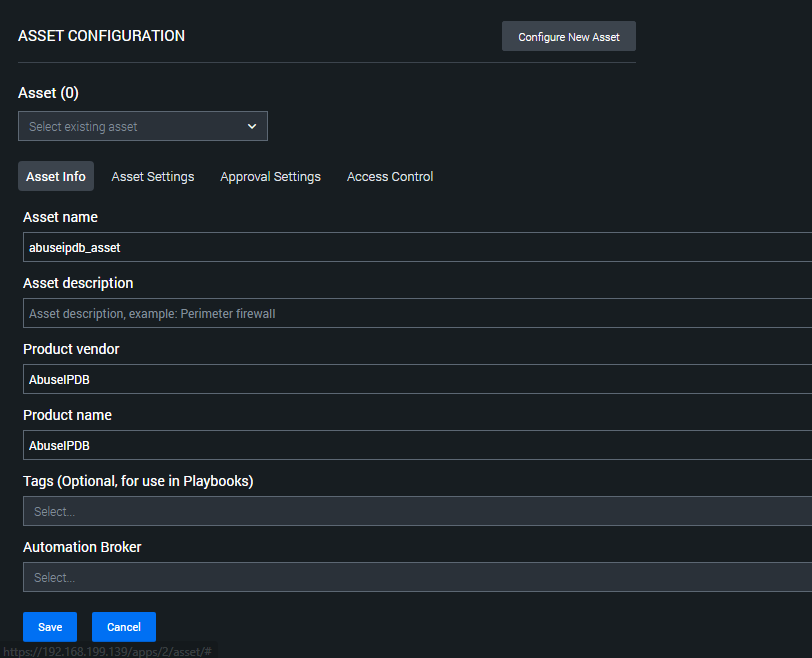 ASSET CONFIGURATION
Configure New Asset
Asset (0)
Select existing asset
Asset Info Asset Settings Approval Settings Access Control
Asset name
abuseipdb_asset
Asset description
Asset description, example: Perimeter firewall
Product vendor
AbuseIPDB
Product name
AbuseIPDB
Tags (Optional, for use in Playbooks)
Select...
Automation Broker
Select...
Save Cancel
https://192.168.199.139/apps/2/asset/#